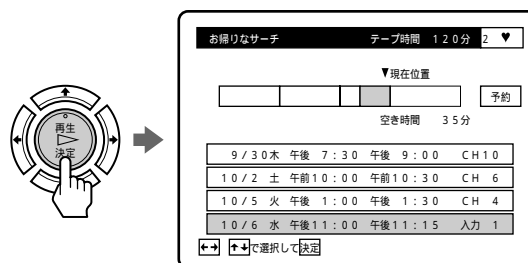 お帰りなサーチ テープ時間 120分 2 ♥
▼現在位置
予約
空き時間 35分
再生
決定
9/30木 午後 7:30 午後 9:00 CH10
10/2 土 午前10:00 午前10:30 CH 6
10/5 火 午後 1:00 午後 1:30 CH 4
10/6 水 午後11:00 午後11:15 入力 1
←→ ↑↓で選択して決定